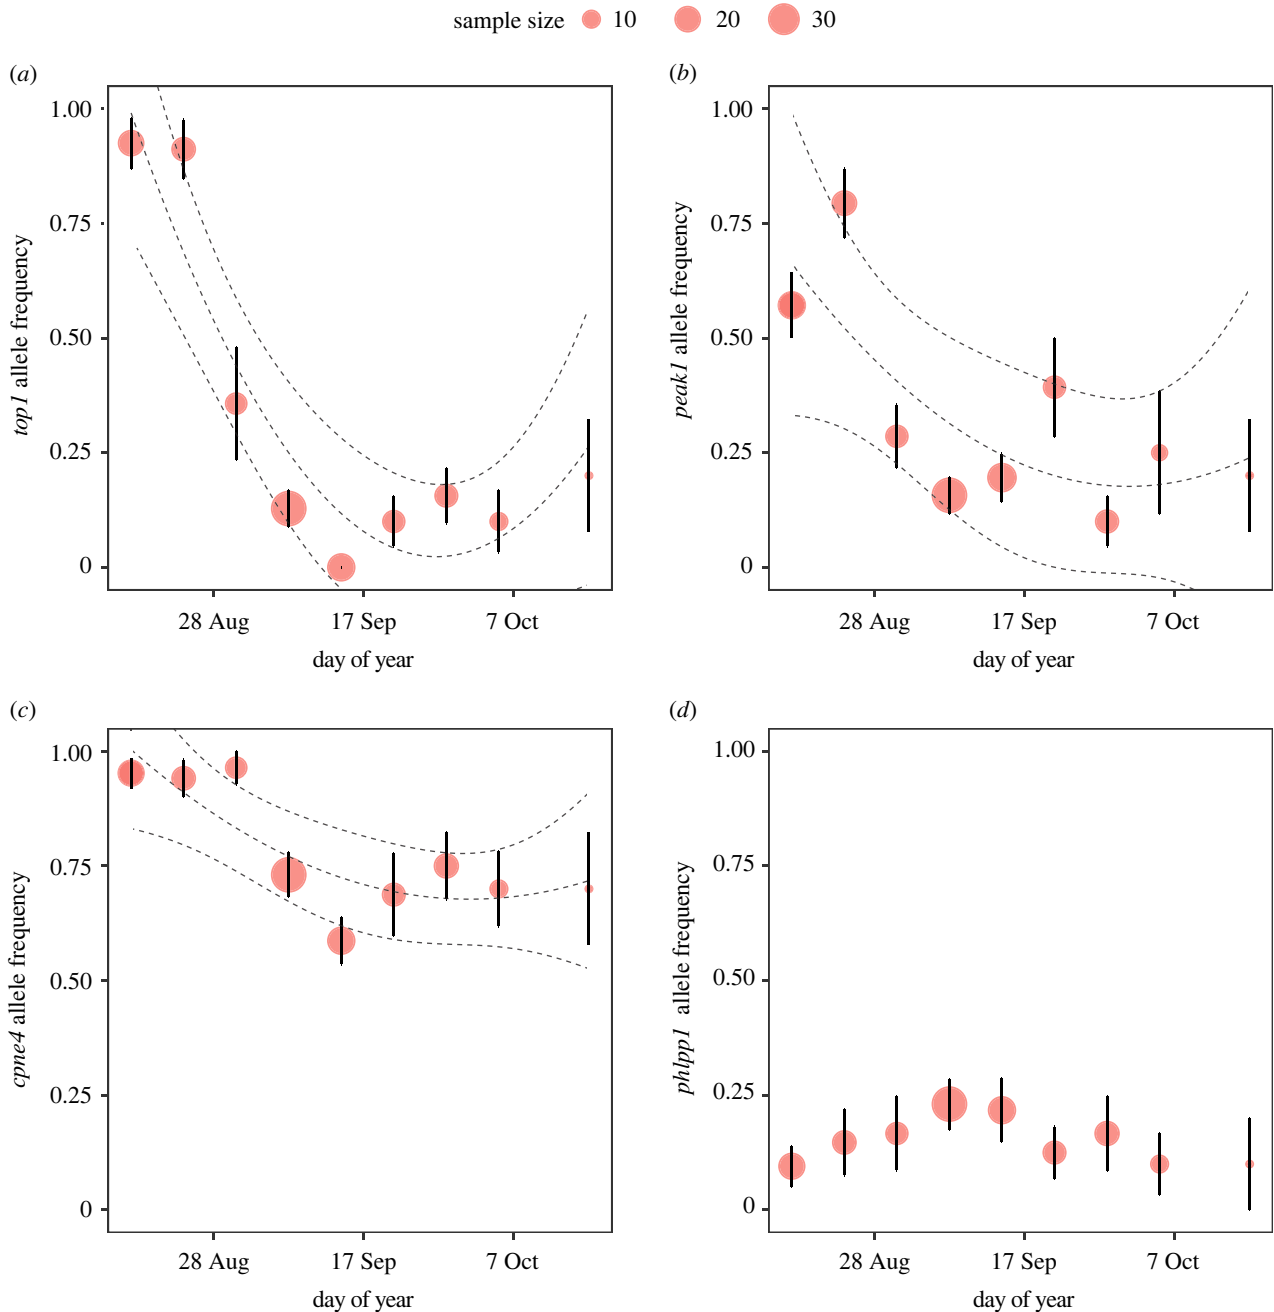 sample size 10 20 30
(a)
1.00
0.75
0.50
0.25
0
top1 allele frequency
28 Aug 17 Sep 7 Oct
day of year
(b)
1.00
0.75
0.50
0.25
0
peak1 allele frequency
28 Aug 17 Sep 7 Oct
day of year
(c)
1.00
0.75
0.50
0.25
0
cpne4 allele frequency
28 Aug 17 Sep 7 Oct
day of year
(d)
1.00
0.75
0.50
0.25
0
phlpp1 allele frequency
28 Aug 17 Sep 7 Oct
day of year